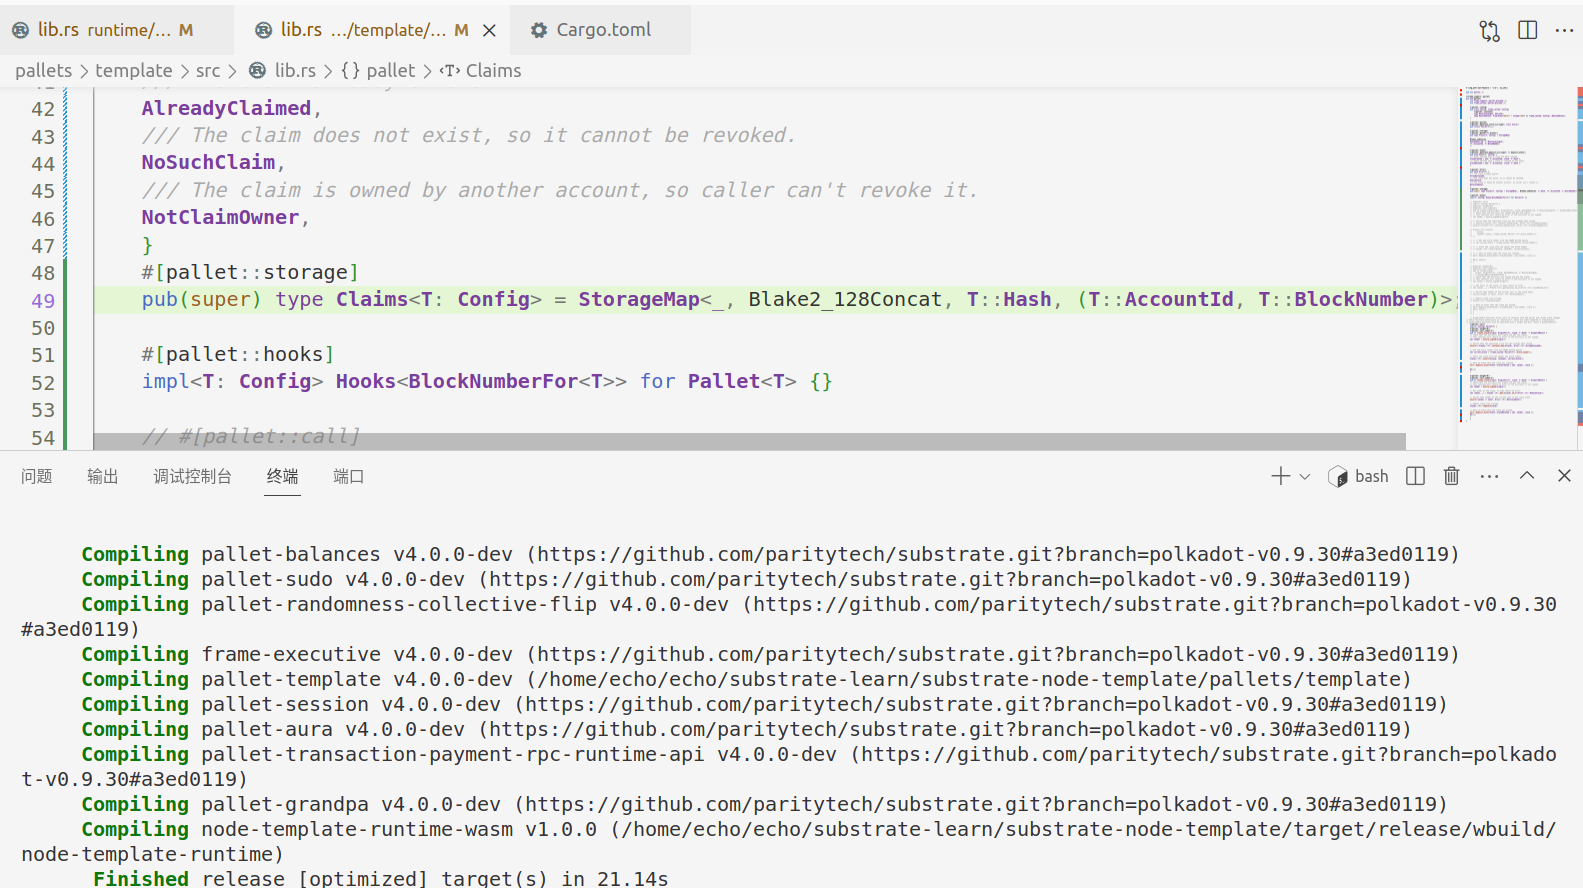 lib.rs runtime/... M lib.rs .../template/... M Cargo.toml
pallets > template > src > lib.rs > {} pallet > Claims
42 AlreadyClaimed,
43 /// The claim does not exist, so it cannot be revoked.
44 NoSuchClaim,
45 /// The claim is owned by another account, so caller can't revoke it.
46 NotClaimOwner,
47 }
48 #[pallet::storage]
49 pub(super) type Claims<T: Config> = StorageMap<_, Blake2_128Concat, T::Hash, (T::AccountId, T::BlockNumber)>;
50
51 #[pallet::hooks]
52 impl<T: Config> Hooks<BlockNumberFor<T>> for Pallet<T> {}
53
54 // #[pallet::call]
问题 输出 调试控制台 终端 端口 bash
Compiling pallet-balances v4.0.0-dev (https://github.com/paritytech/substrate.git?branch=polkadot-v0.9.30#a3ed0119)
Compiling pallet-sudo v4.0.0-dev (https://github.com/paritytech/substrate.git?branch=polkadot-v0.9.30#a3ed0119)
Compiling pallet-randomness-collective-flip v4.0.0-dev (https://github.com/paritytech/substrate.git?branch=polkadot-v0.9.30
#a3ed0119)
Compiling frame-executive v4.0.0-dev (https://github.com/paritytech/substrate.git?branch=polkadot-v0.9.30#a3ed0119)
Compiling pallet-template v4.0.0-dev (/home/echo/echo/substrate-learn/substrate-node-template/pallets/template)
Compiling pallet-session v4.0.0-dev (https://github.com/paritytech/substrate.git?branch=polkadot-v0.9.30#a3ed0119)
Compiling pallet-aura v4.0.0-dev (https://github.com/paritytech/substrate.git?branch=polkadot-v0.9.30#a3ed0119)
Compiling pallet-transaction-payment-rpc-runtime-api v4.0.0-dev (https://github.com/paritytech/substrate.git?branch=polkado
t-v0.9.30#a3ed0119)
Compiling pallet-grandpa v4.0.0-dev (https://github.com/paritytech/substrate.git?branch=polkadot-v0.9.30#a3ed0119)
Compiling node-template-runtime-wasm v1.0.0 (/home/echo/echo/substrate-learn/substrate-node-template/target/release/wbuild/
node-template-runtime)
Finished release [optimized] target(s) in 21.14s